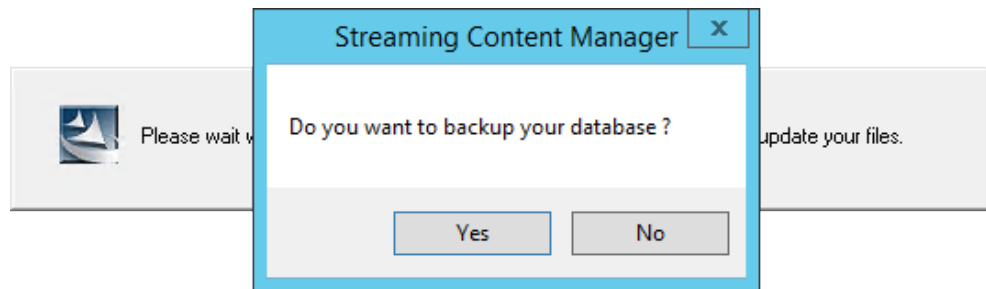 Streaming Content Manager
x
Do you want to backup your database ?
Please wait
update your files.
Yes
No